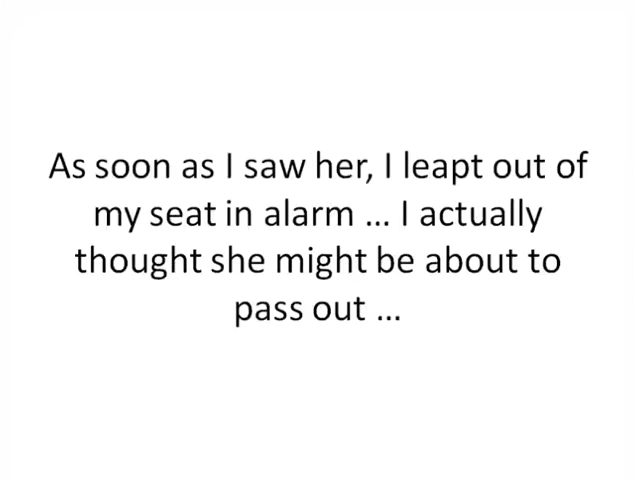 As soon as I saw her, I leapt out of
my seat in alarm … I actually
thought she might be about to
pass out …